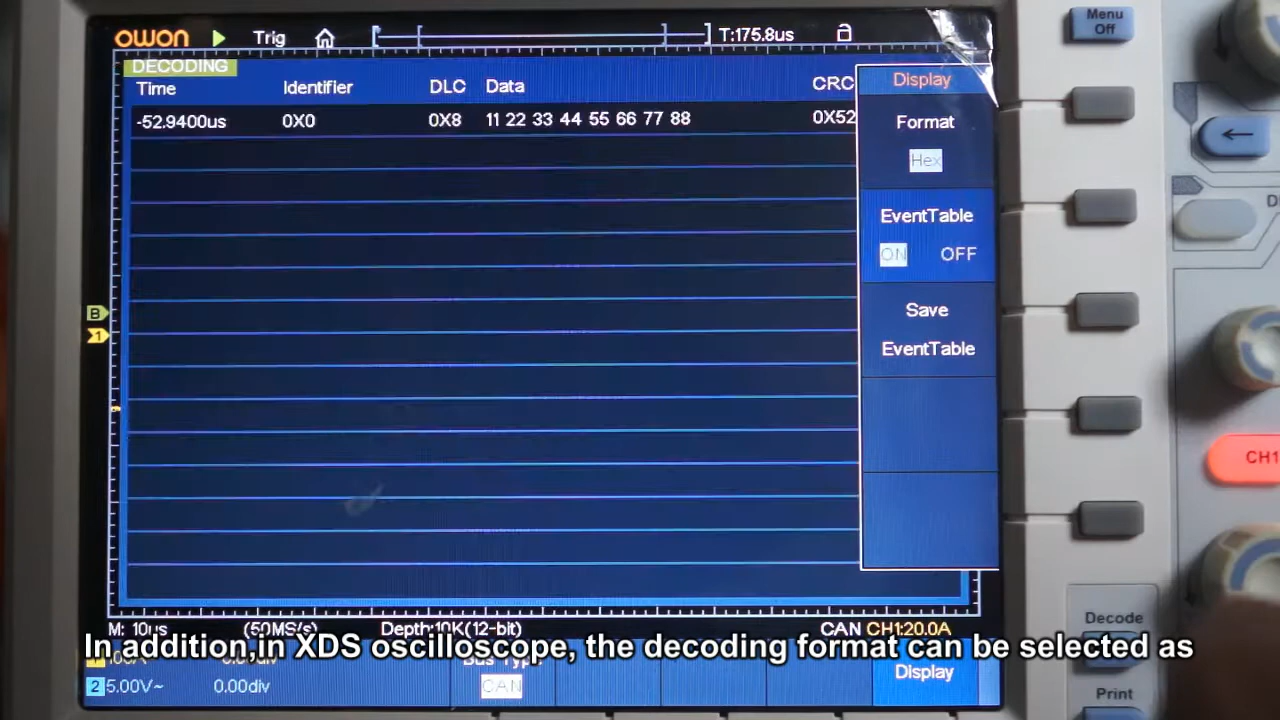 owon Trig T:175.8us
DECODING
Time Identifier DLC Data CRC
-52.9400us 0X0 0X8 11 22 33 44 55 66 77 88 0X52
Display
Format
Hex
EventTable
ON OFF
Save
EventTable
B
1
M: 10us (50MS/s) Depth:10K(12-bit) CAN CH1:20.0A
In addition,in XDS oscilloscope, the decoding format can be selected as
2 5.00V~ 0.00div CAN Display
Menu
Off
CH1
Decode
Print